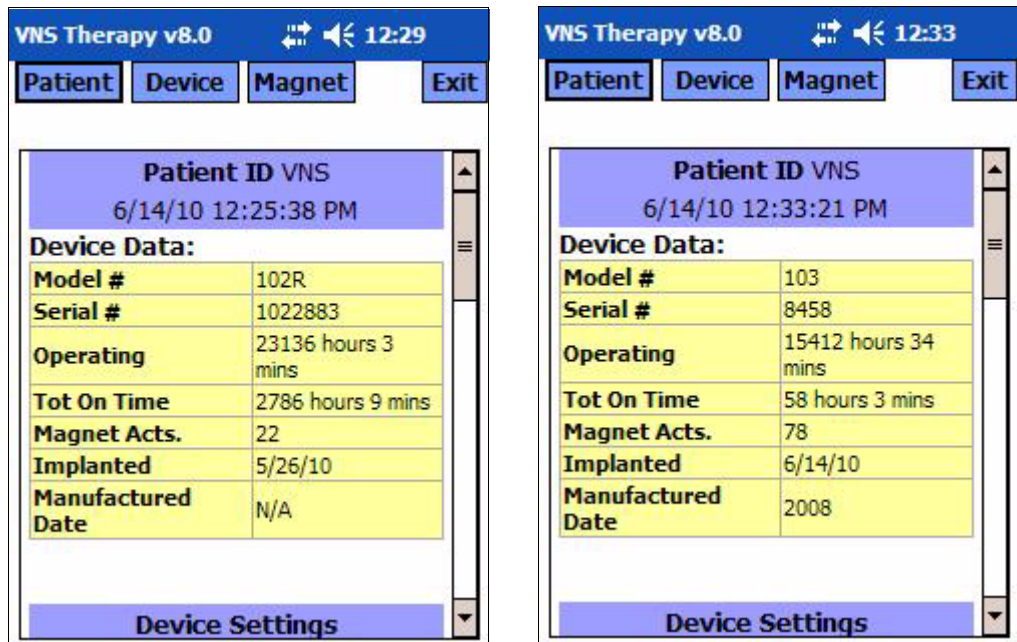 VNS Therapy v8.0 12:29
Patient Device Magnet Exit
Patient ID VNS
6/14/10 12:25:38 PM
Device Data:
Model # 102R
Serial # 1022883
Operating 23136 hours 3
mins
Tot On Time 2786 hours 9 mins
Magnet Acts. 22
Implanted 5/26/10
Manufactured
Date N/A
Device Settings
VNS Therapy v8.0 12:33
Patient Device Magnet Exit
Patient ID VNS
6/14/10 12:33:21 PM
Device Data:
Model # 103
Serial # 8458
Operating 15412 hours 34
mins
Tot On Time 58 hours 3 mins
Magnet Acts. 78
Implanted 6/14/10
Manufactured
Date 2008
Device Settings